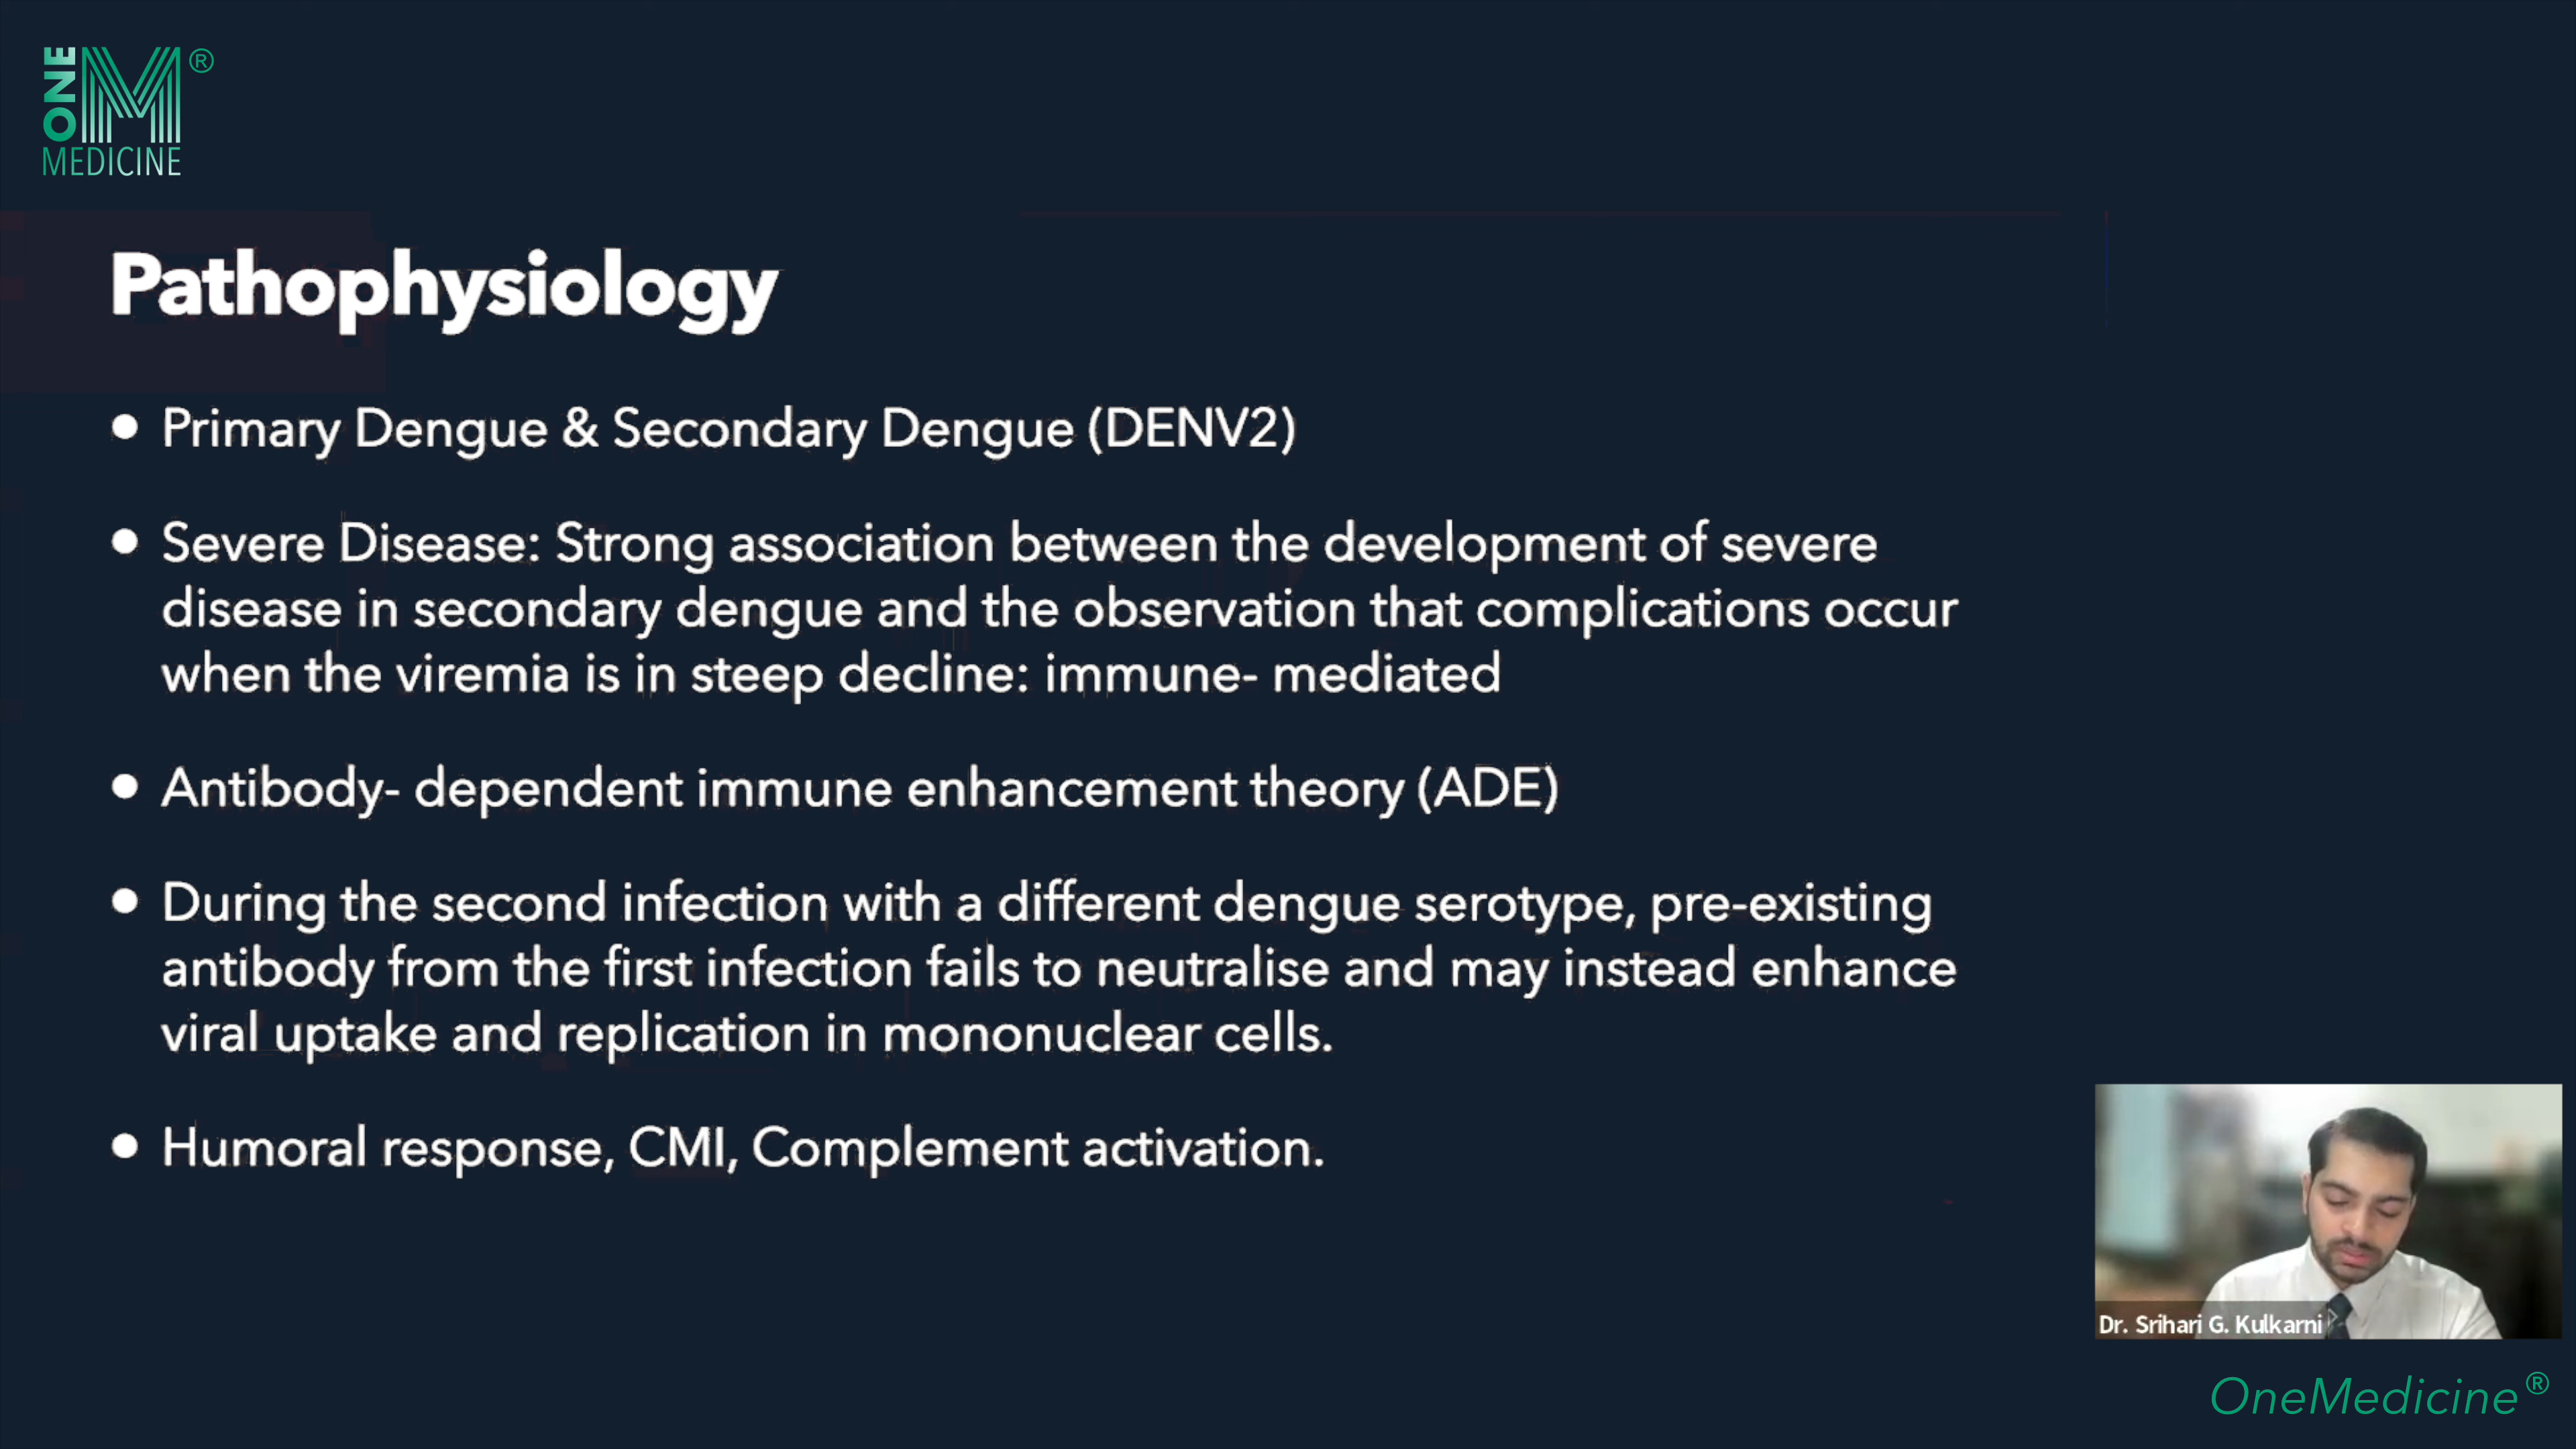 ONE
M®
MEDICINE
Pathophysiology
• Primary Dengue & Secondary Dengue (DENV2)
• Severe Disease: Strong association between the development of severe
disease in secondary dengue and the observation that complications occur
when the viremia is in steep decline: immune- mediated
• Antibody- dependent immune enhancement theory (ADE)
• During the second infection with a different dengue serotype, pre-existing
antibody from the first infection fails to neutralise and may instead enhance
viral uptake and replication in mononuclear cells.
• Humoral response, CMI, Complement activation.
Dr. Srihari G. Kulkarni
OneMedicine®